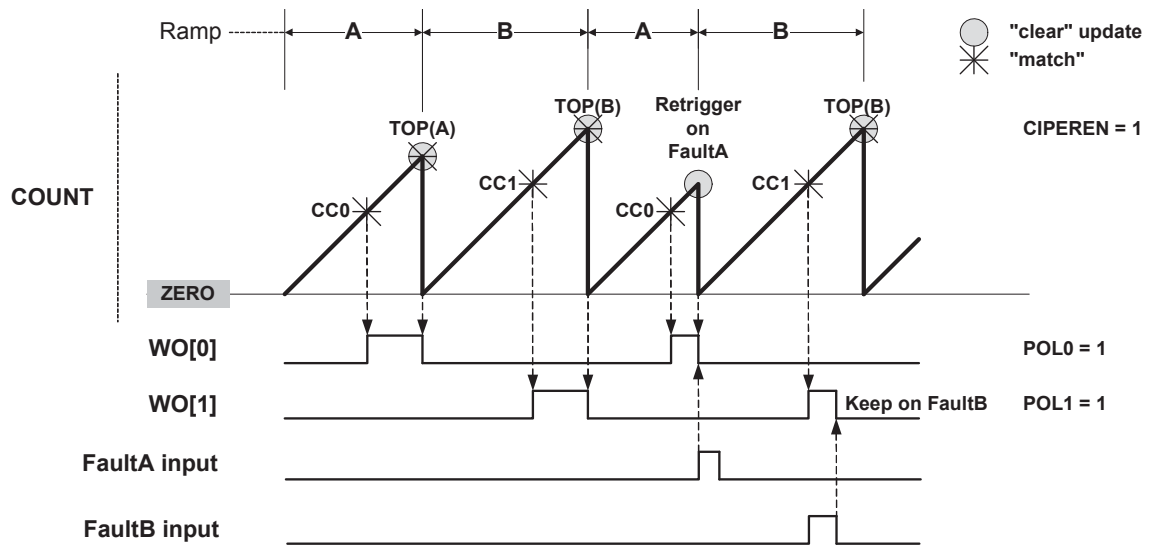 Ramp
A
B
A
B
"clear" update
"match"
TOP(A)
TOP(B)
Retrigger
on
FaultA
TOP(B)
CIPEREN = 1
COUNT
CC0
CC1
CC0
CC1
ZERO
WO[0]
POL0 = 1
WO[1]
Keep on FaultB
POL1 = 1
FaultA input
FaultB input